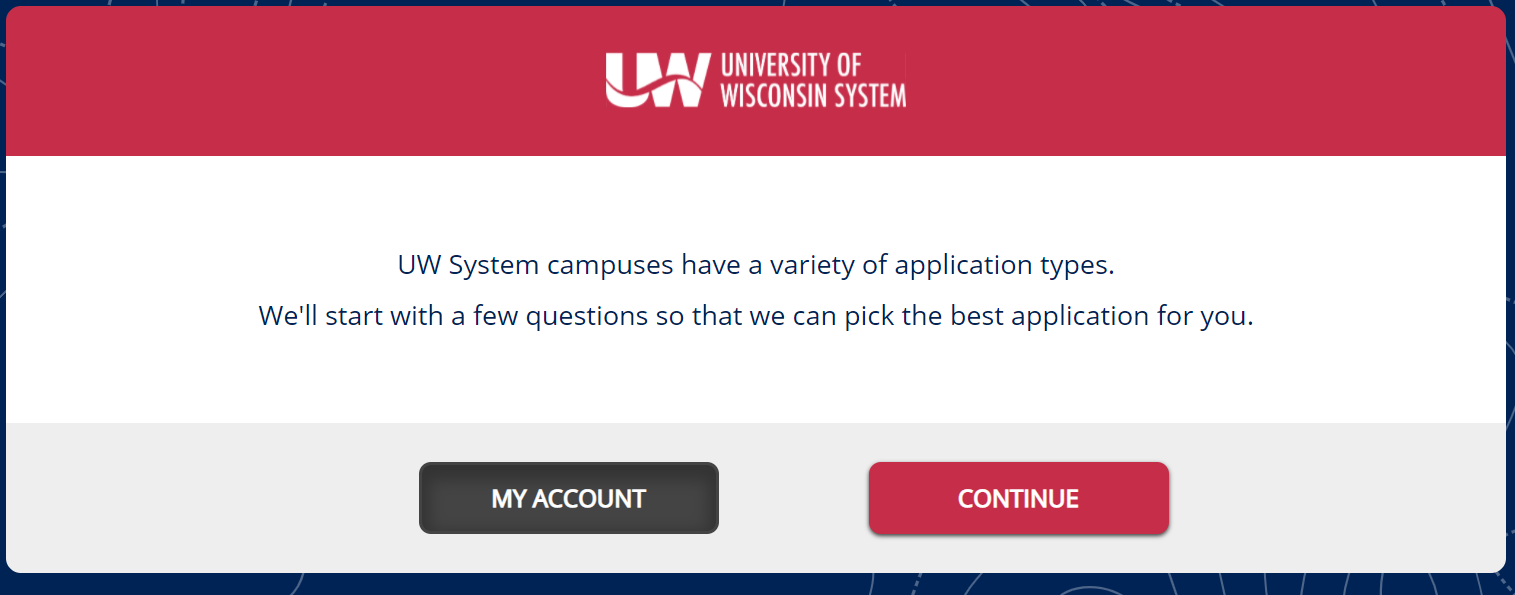 UW UNIVERSITY OF
WISCONSIN SYSTEM
UW System campuses have a variety of application types.
We'll start with a few questions so that we can pick the best application for you.
MY ACCOUNT
CONTINUE